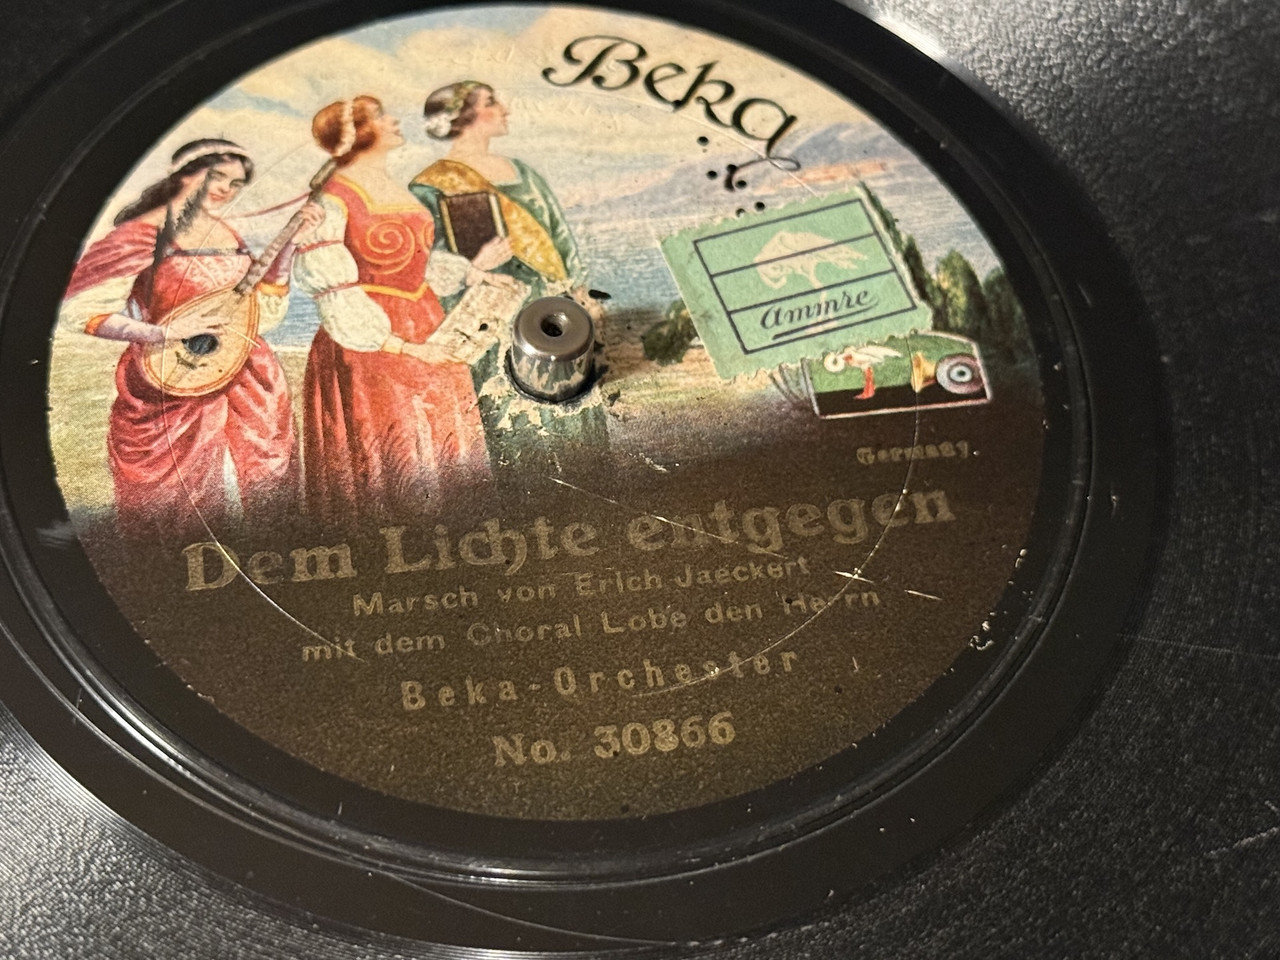 Beka
Ammre
Germany.
Dem Lichte entgegen
Marsch von Erich Jaeckert
mit dem Choral Lobe den Herrn
Beka-Orchester
No. 30866